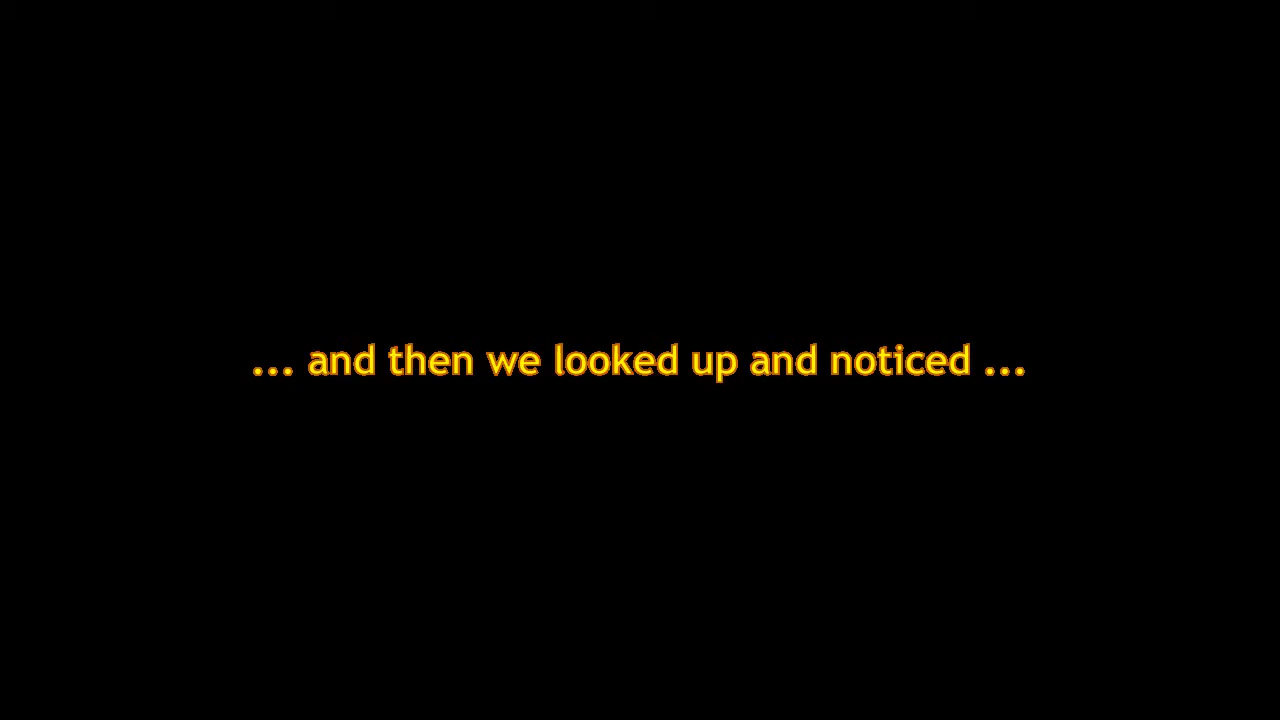 ... and then we looked up and noticed ...